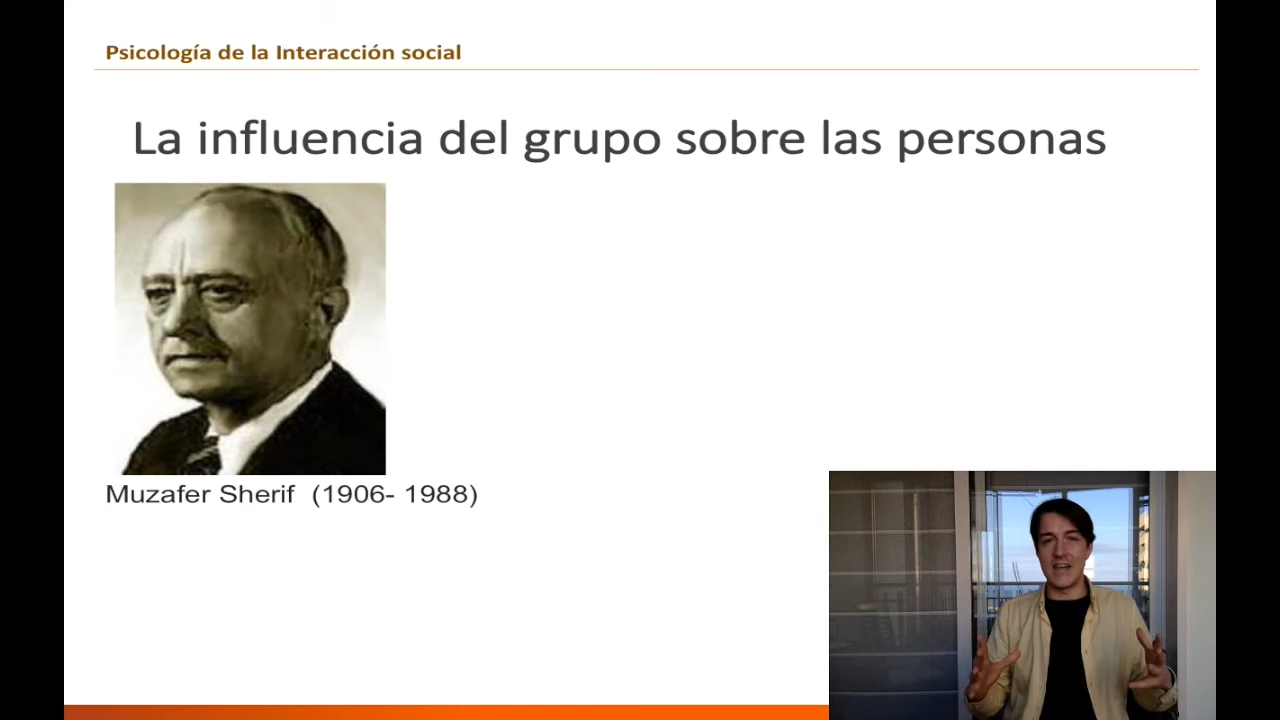 Psicología de la Interacción social
La influencia del grupo sobre las personas
Muzafer Sherif (1906- 1988)